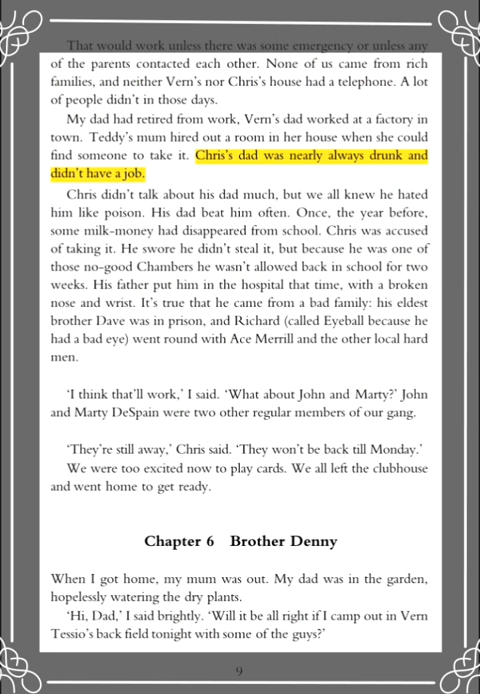 That would work unless there was some emergency or unless any
of the parents contacted each other. None of us came from rich
families, and neither Vern's nor Chris's house had a telephone. A lot
of people didn't in those days.
My dad had retired from work, Vern's dad worked at a factory in
town. Teddy's mum hired out a room in her house when she could
find someone to take it. Chris's dad was nearly always drunk and
didn't have a job.
Chris didn't talk about his dad much, but we all knew he hated
him like poison. His dad beat him often. Once, the year before,
some milk-money had disappeared from school. Chris was accused
of taking it. He swore he didn't steal it, but because he was one of
those no-good Chambers he wasn't allowed back in school for two
weeks. His father put him in the hospital that time, with a broken
nose and wrist. It's true that he came from a bad family: his eldest
brother Dave was in prison, and Richard (called Eyeball because he
had a bad eye) went round with Ace Merrill and the other local hard
men.
‘I think that'll work,’ I said. ‘What about John and Marty?’ John
and Marty DeSpain were two other regular members of our gang.
‘They're still away,’ Chris said. ‘They won't be back till Monday.’
We were too excited now to play cards. We all left the clubhouse
and went home to get ready.
Chapter 6 Brother Denny
When I got home, my mum was out. My dad was in the garden,
hopelessly watering the dry plants.
‘Hi, Dad,’ I said brightly. ‘Will it be all right if I camp out in Vern
Tessio's back field tonight with some of the guys?’
9